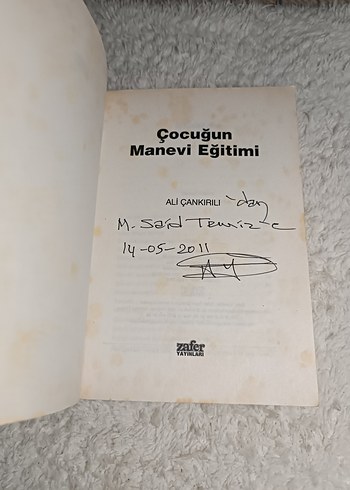 Çocuğun
Manevi Eğitimi
ALİ ÇANKIRILI 'dan
M. Said Temiz'e
14-05-2011
zafer
YAYINLARI